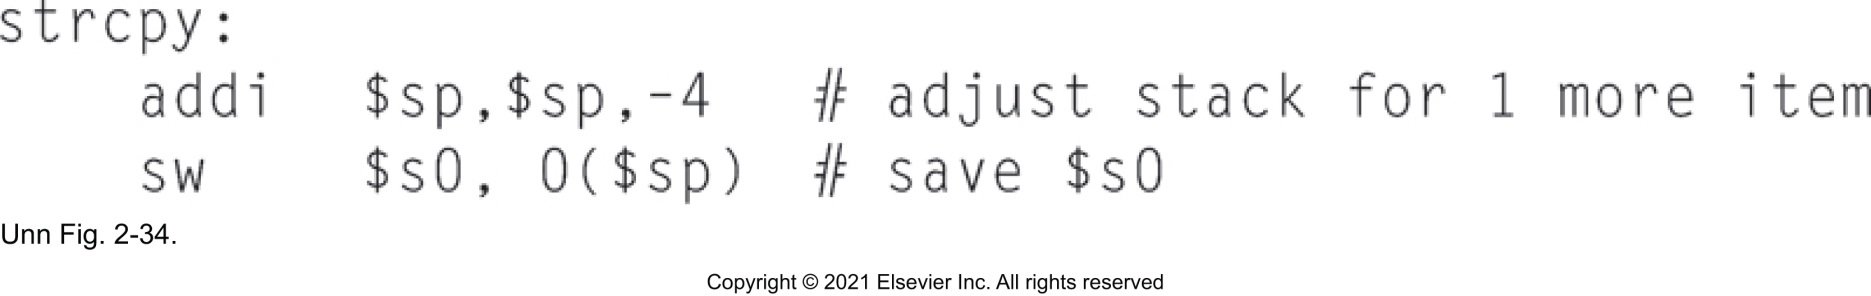 strcpy:
addi $sp,$sp,-4 # adjust stack for 1 more item
sw $s0, 0($sp) # save $s0
Unn Fig. 2-34.
Copyright © 2021 Elsevier Inc. All rights reserved